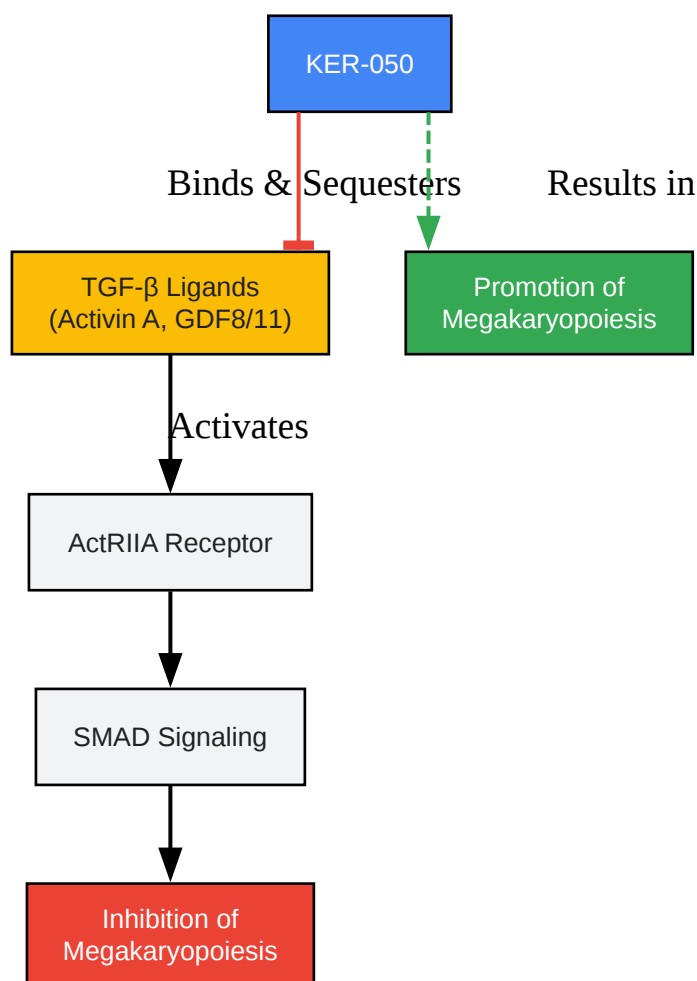 KER-050
Binds & Sequesters
Results in
TGF-β Ligands
(Activin A, GDF8/11)
Promotion of
Megakaryopoiesis
Activates
ActRIIA Receptor
SMAD Signaling
Inhibition of
Megakaryopoiesis